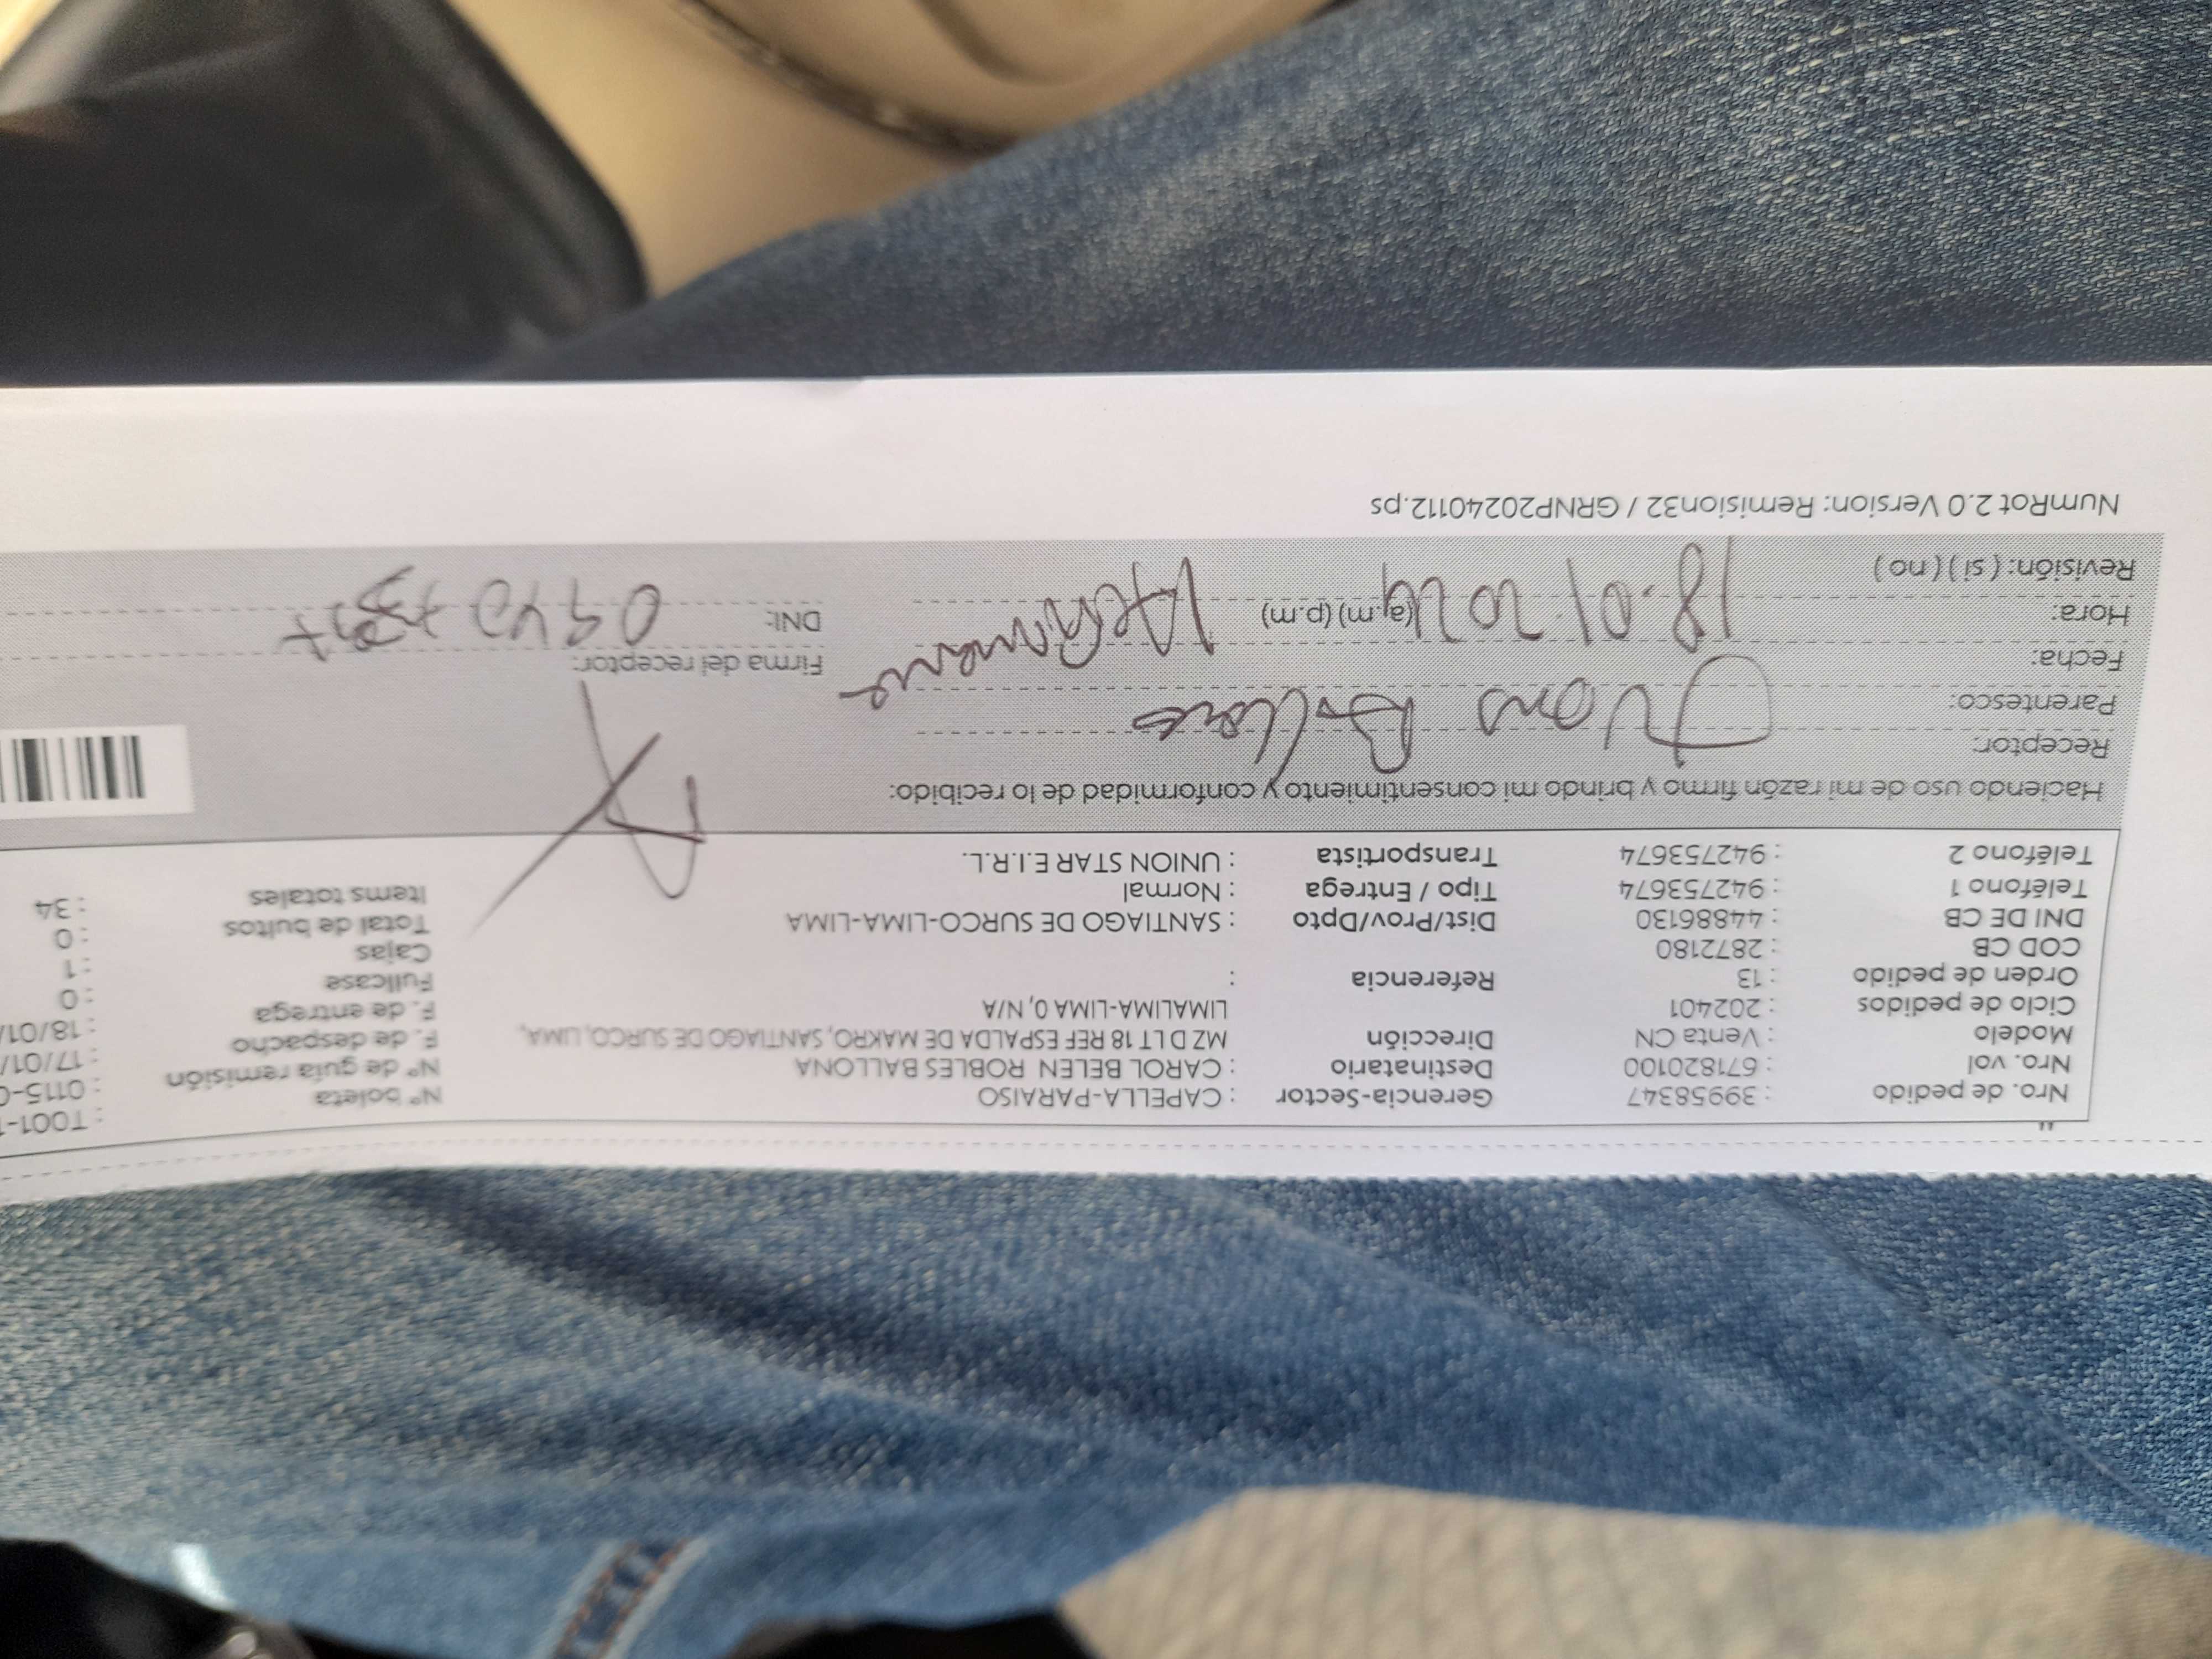 Nro. de pedido : 39958347 Gerencia-Sector : CAPELLA-PARAISO Nº boleta : T001-1
Nro. vol : 671820100 Destinatario : CAROL BELEN ROBLES BALLONA Nº de guía remisión : 0115-0
Modelo : Venta CN Dirección MZ D LT 18 REF ESPALDA DE MAKRO, SANTIAGO DE SURCO, LIMA, F. de despacho : 17/01/
Ciclo de pedidos : 202401 LIMALIMA-LIMA 0, N/A F. de entrega : 18/01/
Orden de pedido : 13 Referencia : Fullcase : 0
COD CB : 2872180 Cajas : 1
DNI DE CB : 44886130 Dist/Prov/Dpto : SANTIAGO DE SURCO-LIMA-LIMA Total de bultos : 0
Teléfono 1 : 942753674 Tipo / Entrega : Normal Items totales : 34
Teléfono 2 : 942753674 Transportista : UNION STAR E.I.R.L.
Haciendo uso de mi razón firmo y brindo mi consentimiento y conformidad de lo recibido:
Receptor:
Parentesco:
Fecha: Firma del receptor:
Hora: 18.01.2024 (a.m) (p.m) DNI:
Revisión: ( si ) ( no )
NumRot 2.0 Version: Remision32 / GRNP20240112.ps